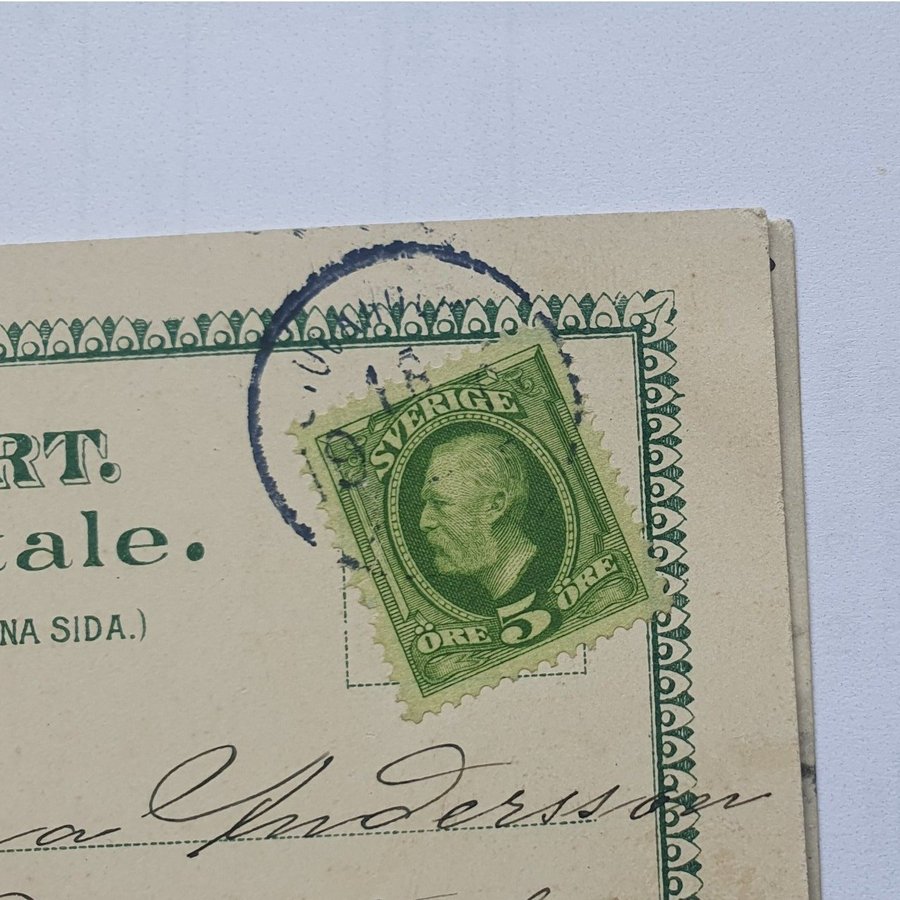 RT.
tale.
NA SIDA.)
SVERIGE
ÖRE 5 ÖRE
a Andersson